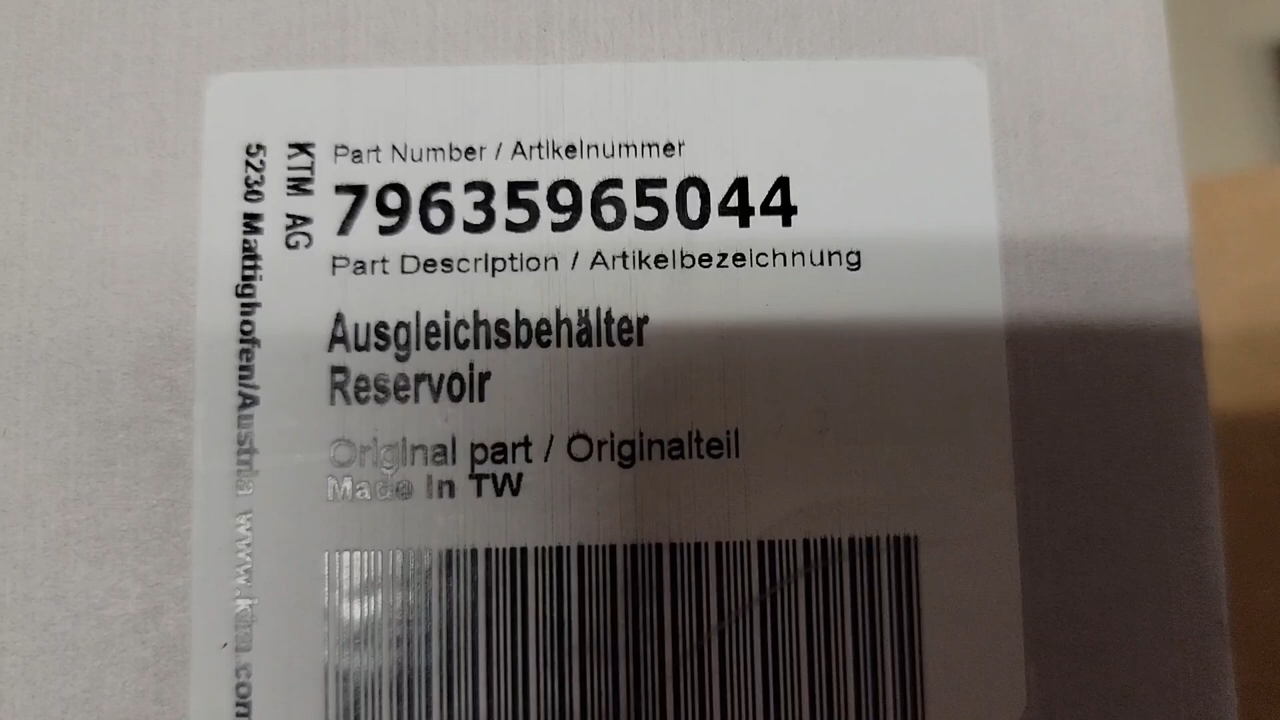 Part Number / Artikelnummer
79635965044
Part Description / Artikelbezeichnung
Ausgleichsbehälter
Reservoir
Original part / Originalteil
Made In TW
KTM AG
5230 Mattighofen/Austria www.ktm.com